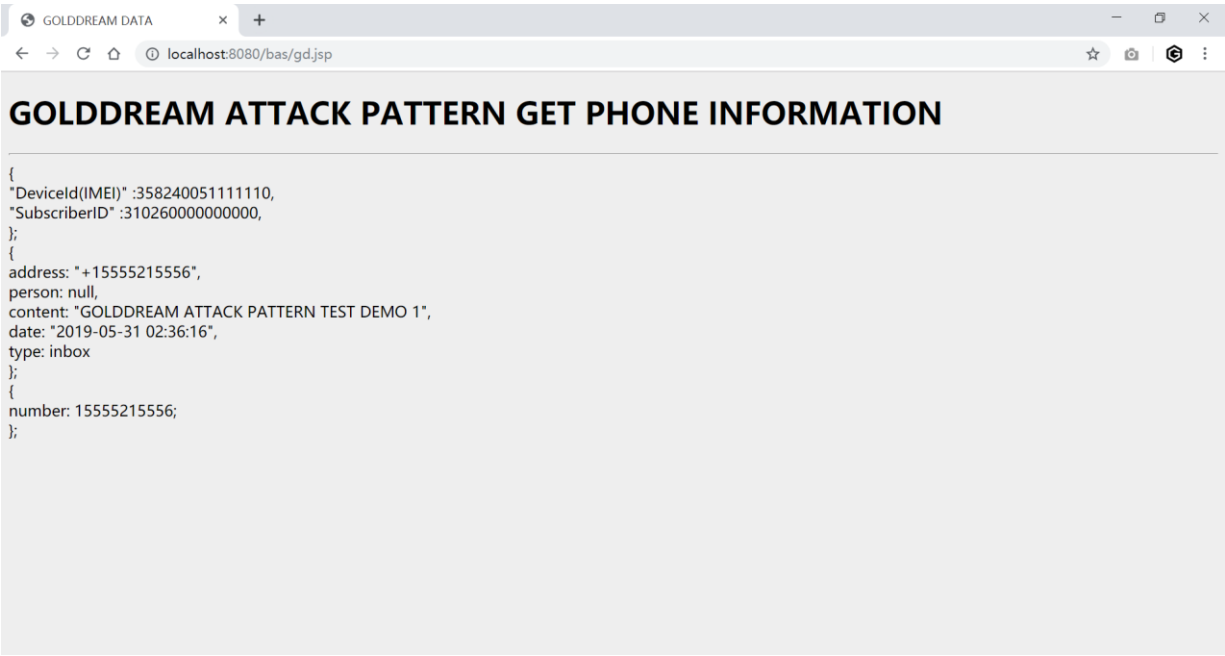 GOLDDREAM DATA
localhost:8080/bas/gd.jsp
GOLDDREAM ATTACK PATTERN GET PHONE INFORMATION
{
"DeviceId(IMEI)" :358240051111110,
"SubscriberID" :310260000000000,
};
{
address: "+15555215556",
person: null,
content: "GOLDDREAM ATTACK PATTERN TEST DEMO 1",
date: "2019-05-31 02:36:16",
type: inbox
};
{
number: 15555215556;
};